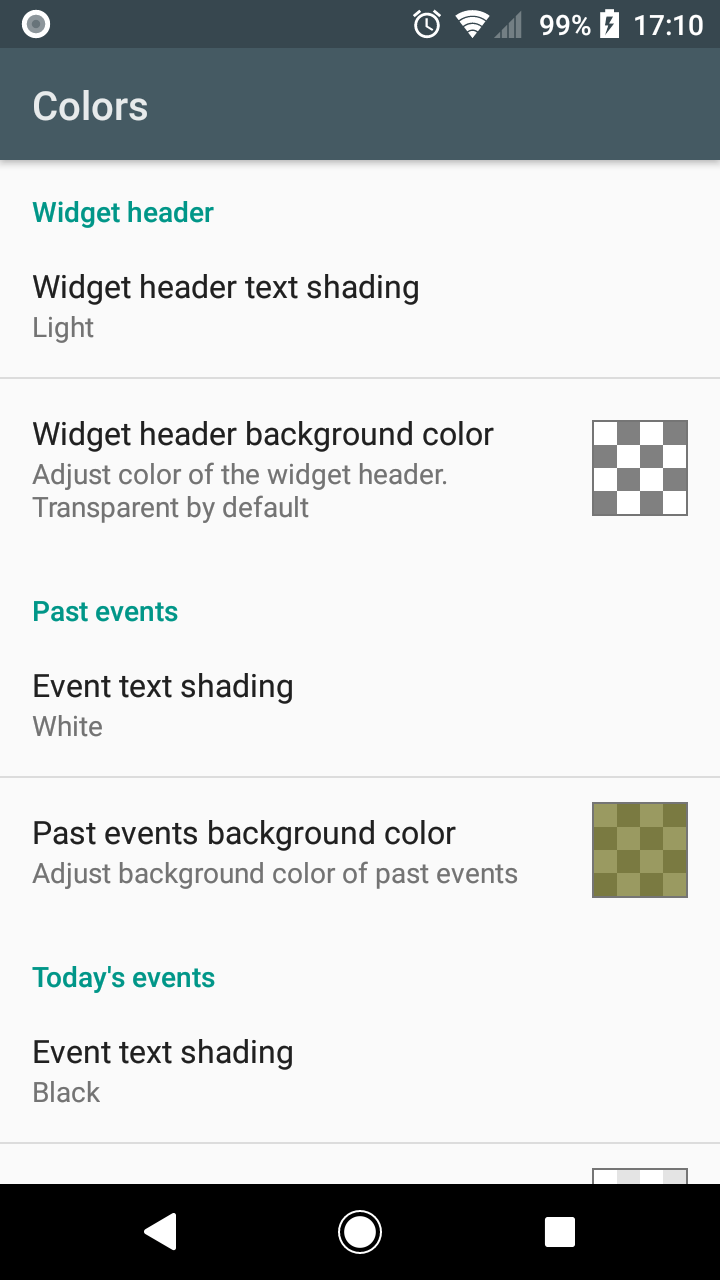 99% 17:10
Colors
Widget header
Widget header text shading
Light
Widget header background color
Adjust color of the widget header.
Transparent by default
Past events
Event text shading
White
Past events background color
Adjust background color of past events
Today's events
Event text shading
Black